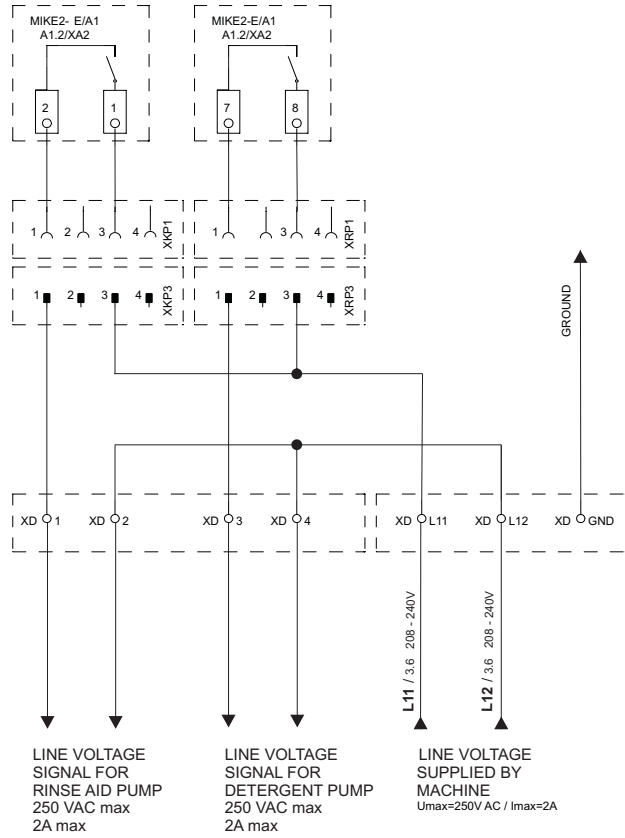 MIKE2- E/A1
A1.2/XA2
MIKE2-E/A1
A1.2/XA2
2
1
7
8
1
2
3
4
XKP1
1
3
4
XRP1
1
2
3
4
XKP3
1
2
3
4
XRP3
GROUND
XD 1
XD 2
XD 3
XD 4
XD L11
XD L12
XD GND
L11 / 3.6 208 - 240V
L12 / 3.6 208 - 240V
LINE VOLTAGE
SIGNAL FOR
RINSE AID PUMP
250 VAC max
2A max
LINE VOLTAGE
SIGNAL FOR
DETERGENT PUMP
250 VAC max
2A max
LINE VOLTAGE
SUPPLIED BY
MACHINE
Umax=250V AC / Imax=2A